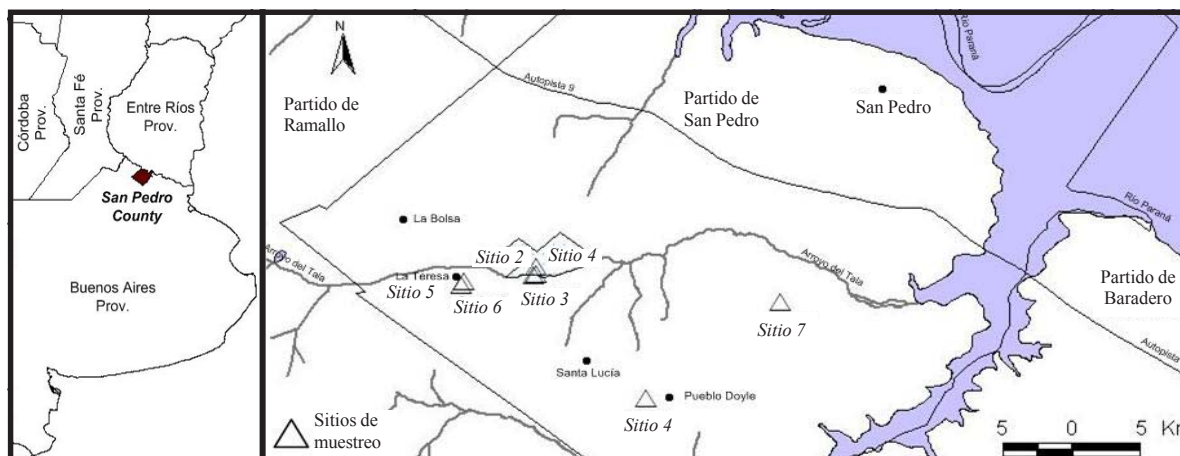 Córdoba
Prov.
Santa Fé
Prov.
Entre Ríos
Prov.
San Pedro
County
Buenos Aires
Prov.
N
Partido de
Ramallo
Autopista 9
Partido de
San Pedro
San Pedro
Río Paraná
La Bolsa
Río Paraná
Sitio 2
Sitio 4
Arroyo del Tala
La Teresa
Arroyo del Tala
Partido de
Baradero
Sitio 5
Sitio 6
Sitio 3
Sitio 7
Autopista
Santa Lucía
Pueblo Doyle
Sitio 4
Sitios de
muestreo
5 0 5 Km